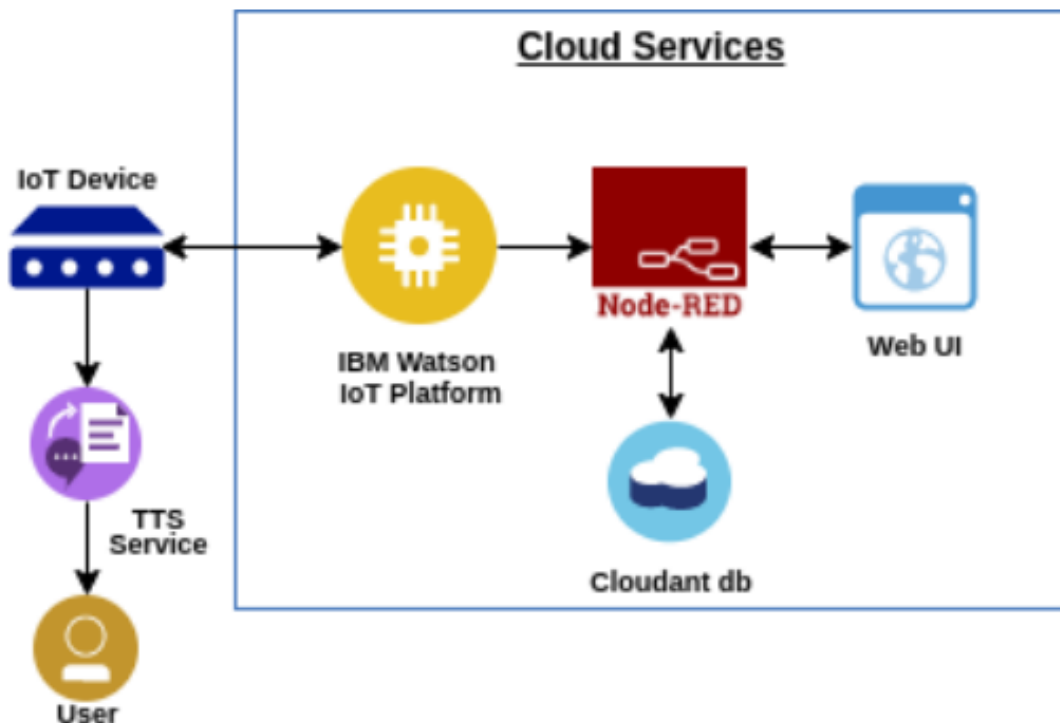 Cloud Services
IoT Device
Node-RED
Web UI
IBM Watson
IoT Platform
TTS
Service
Cloudant db
User